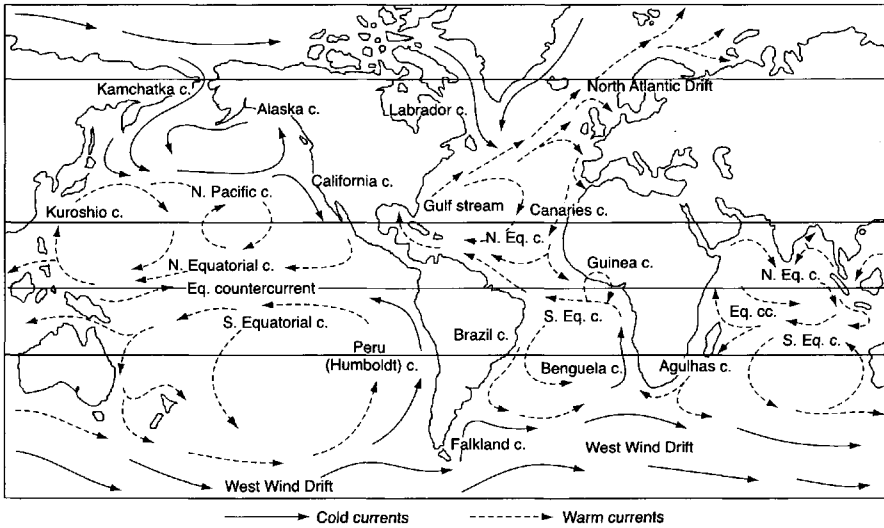 Kamchatka c.
North Atlantic Drift
Alaska c.
Labrador c.
N. Pacific c.
California c.
Kuroshio c.
Gulf stream
Canaries c.
N. Eq. c.
Guinea c.
N. Equatorial c.
N. Eq. c.
Eq. countercurrent
S. Equatorial c.
S. Eq. c.
Eq. cc.
Brazil c.
S. Eq. c.
Peru
(Humboldt) c.
Benguela c.
Agulhas c.
Falkland c.
West Wind Drift
West Wind Drift
Cold currents
Warm currents